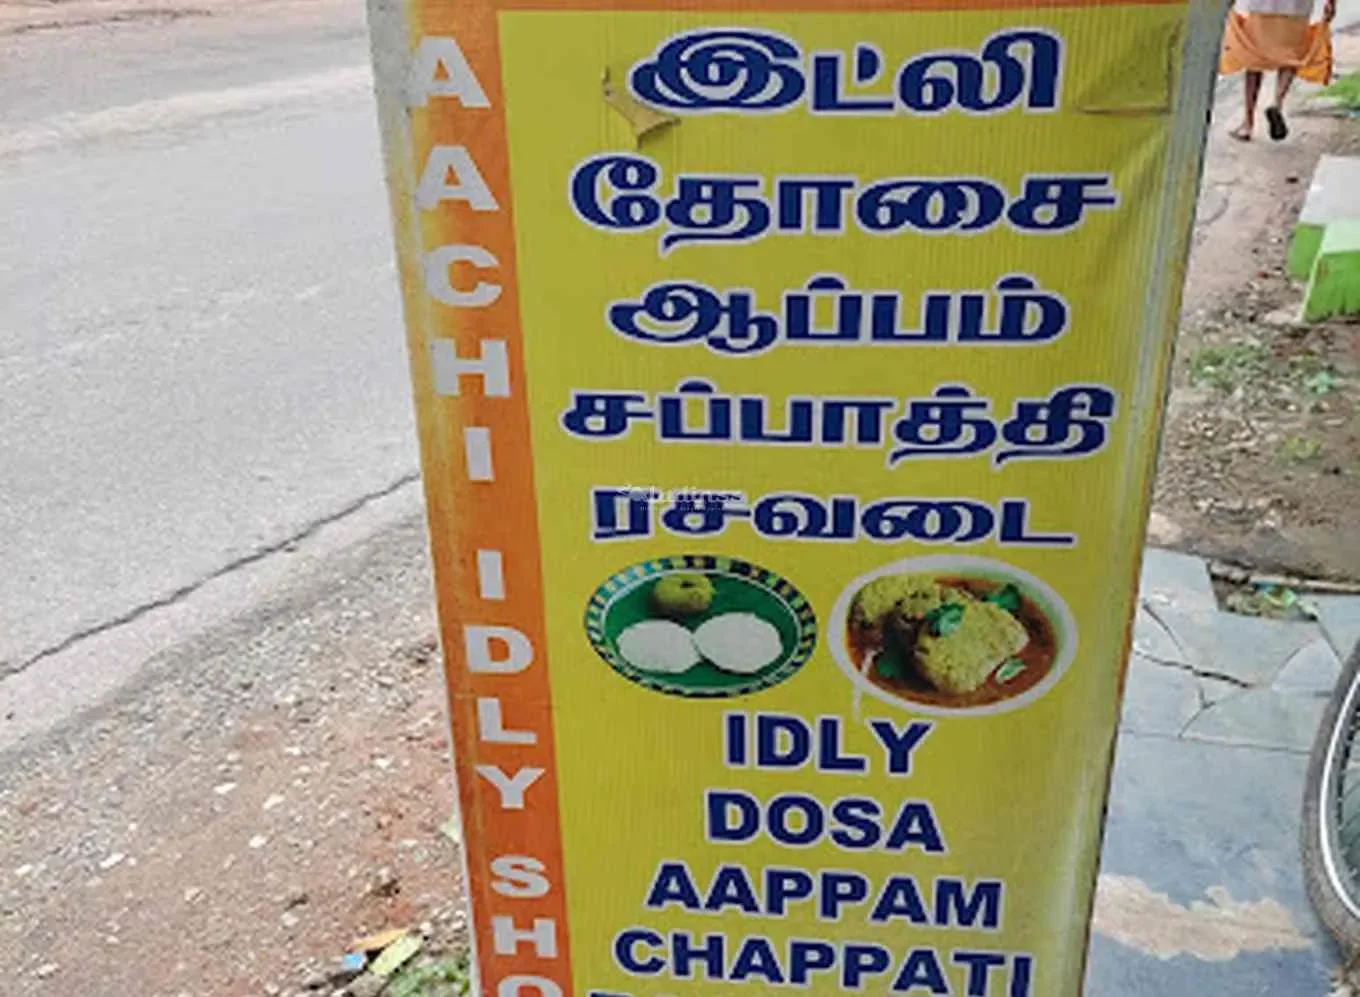 AACHI IDLY SHO
இட்லி
தோசை
ஆப்பம்
சப்பாத்தி
ரசவடை
IDLY
DOSA
AAPPAM
CHAPPATI